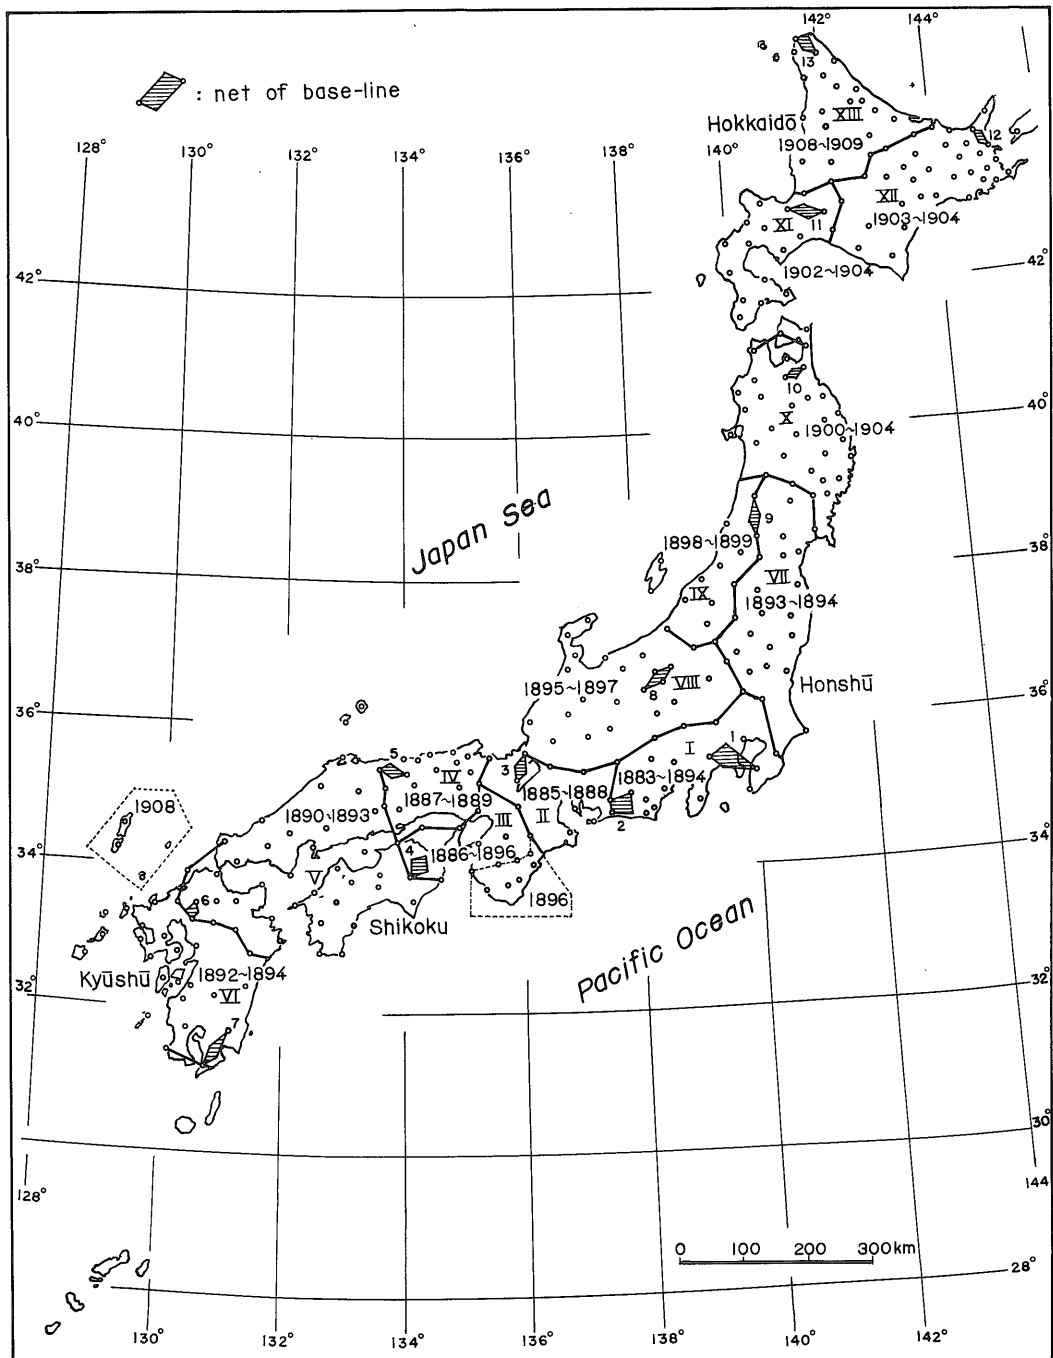 142° 144°
: net of base-line
13
XIII
Hokkaidō
12
128° 130° 132° 134° 136° 138° 140°
1908~1909
XII
11
XI
1903~1904
42° 42°
1902~1904
10
40° 40°
X
1900~1904
Japan Sea
9
1898~1899
38° 38°
VII
IX
1893~1894
1895~1897
8
VIII
Honshū
36° 36°
I
1
5
3
IV
1883~1894
1908
1887~1889
1885~1888
1890~1893
III
II
2
34° 34°
4
1886~1896
V
6
1896
Shikoku
Pacific Ocean
Kyūshū
1892~1894
32° 32°
VI
7
30°
128° 144°
0 100 200 300km
28°
130° 132° 134° 136° 138° 140° 142°